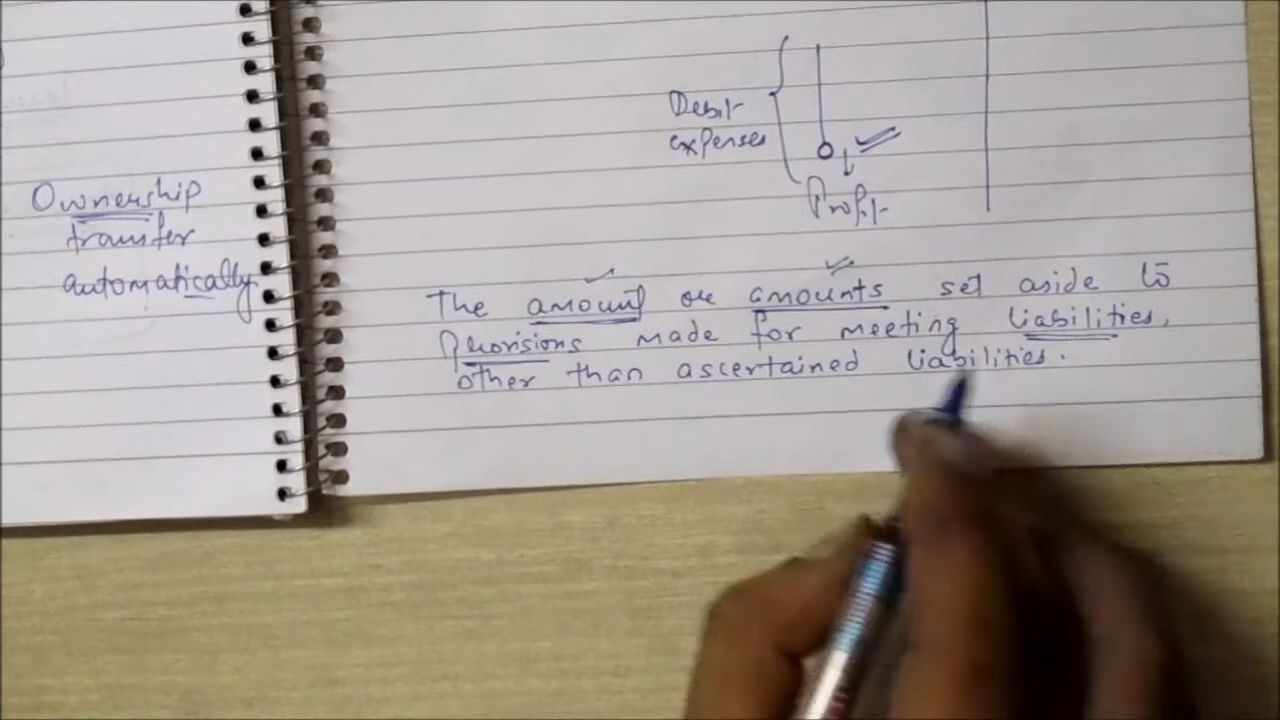 Ownership
transfer
automatically
Debit
expenses
Profit
The amount or amounts set aside to
Provisions made for meeting liabilities,
other than ascertained liabilities.